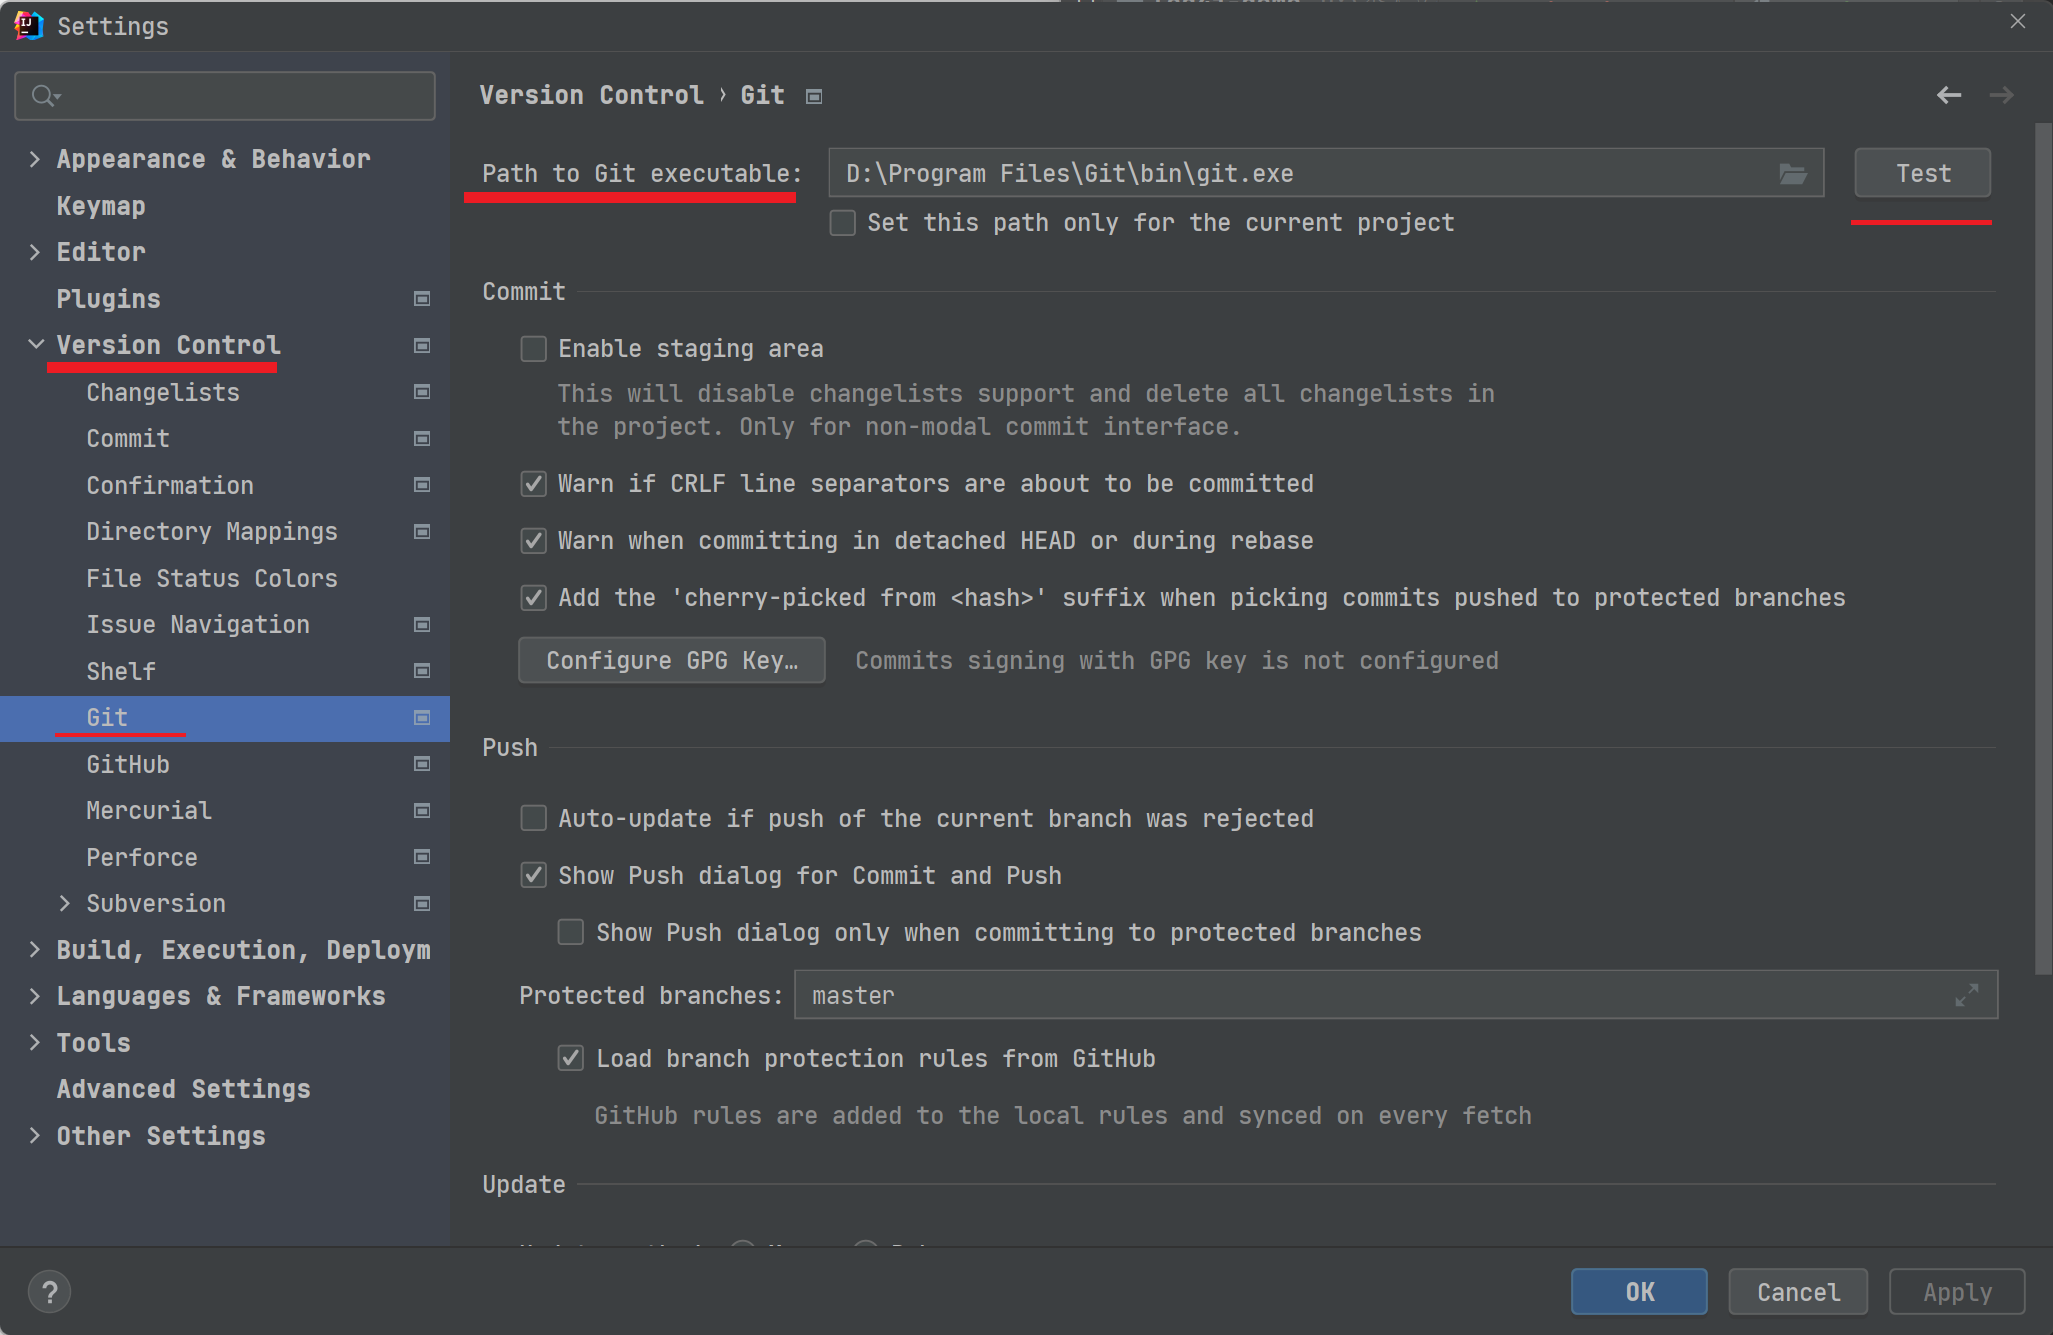 Settings
Version Control › Git
Appearance & Behavior
Keymap
Editor
Plugins
Version Control
Changelists
Commit
Confirmation
Directory Mappings
File Status Colors
Issue Navigation
Shelf
Git
GitHub
Mercurial
Perforce
Subversion
Build, Execution, Deploym
Languages & Frameworks
Tools
Advanced Settings
Other Settings
Path to Git executable: D:\Program Files\Git\bin\git.exe Test
Set this path only for the current project
Commit
Enable staging area
This will disable changelists support and delete all changelists in
the project. Only for non-modal commit interface.
Warn if CRLF line separators are about to be committed
Warn when committing in detached HEAD or during rebase
Add the 'cherry-picked from <hash>' suffix when picking commits pushed to protected branches
Configure GPG Key… Commits signing with GPG key is not configured
Push
Auto-update if push of the current branch was rejected
Show Push dialog for Commit and Push
Show Push dialog only when committing to protected branches
Protected branches: master
Load branch protection rules from GitHub
GitHub rules are added to the local rules and synced on every fetch
Update
? OK Cancel Apply